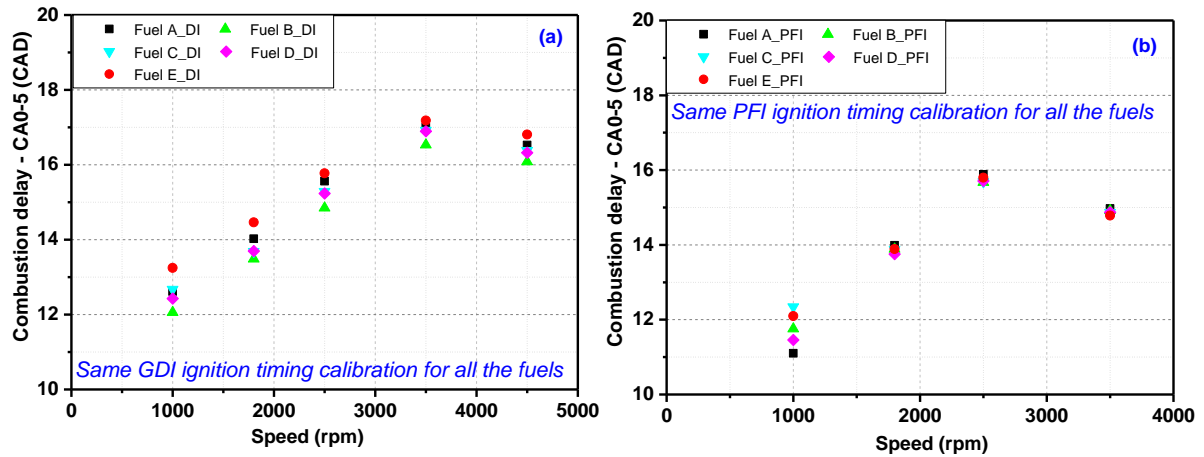 (a)
Fuel A_DI Fuel B_DI
Fuel C_DI Fuel D_DI
Fuel E_DI
Combustion delay - CA0-5 (CAD)
20
18
16
14
12
10
Same GDI ignition timing calibration for all the fuels
0 1000 2000 3000 4000 5000
Speed (rpm)
(b)
Fuel A_PFI Fuel B_PFI
Fuel C_PFI Fuel D_PFI
Fuel E_PFI
Same PFI ignition timing calibration for all the fuels
Combustion delay - CA0-5 (CAD)
20
18
16
14
12
10
0 1000 2000 3000 4000
Speed (rpm)